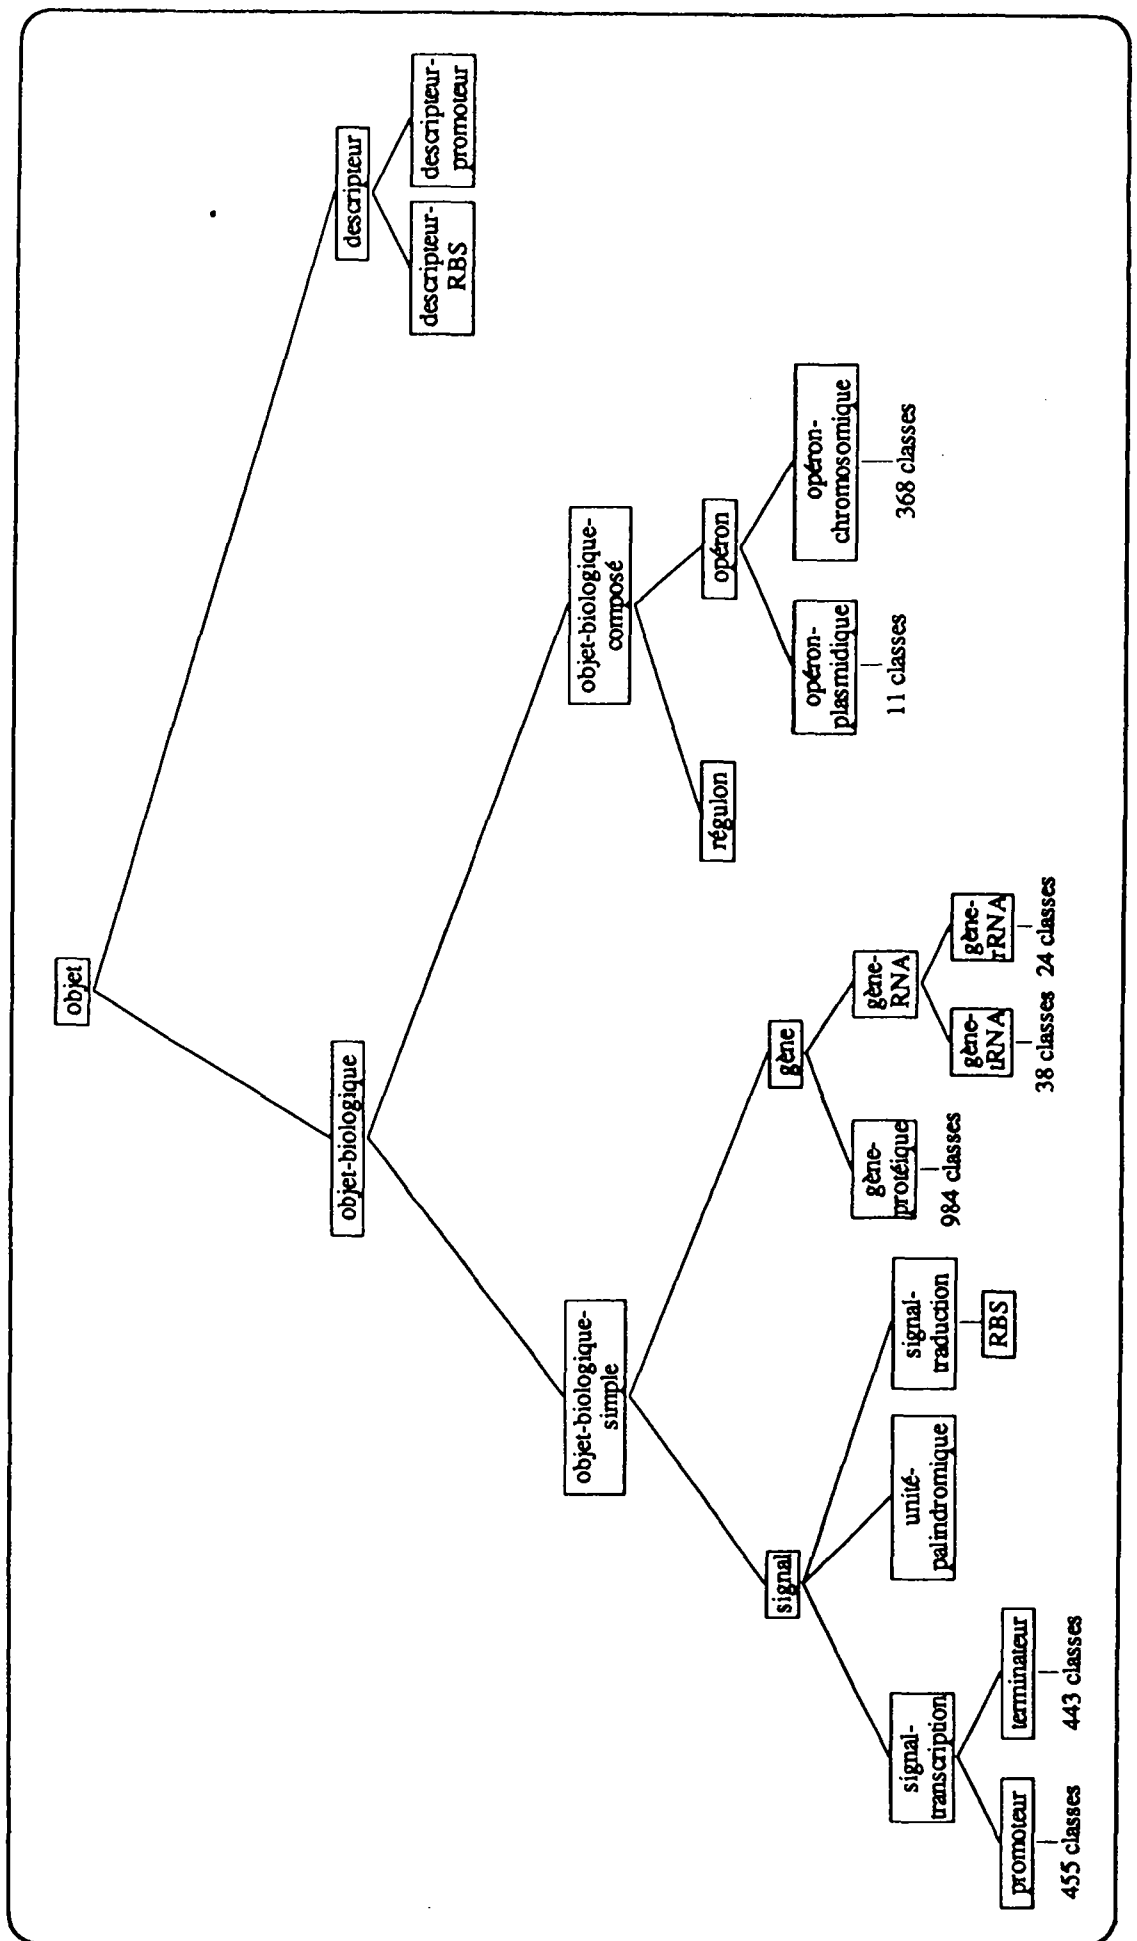 objet
objet-biologique
descripteur
descripteur-
RBS
descripteur-
promoteur
objet-biologique-
simple
objet-biologique-
composé
signal
gène
régulon
opéron
signal-
transcription
unité-
palindromique
signal-
traduction
gène-
protéique
gène-
RNA
opéron-
plasmidique
opéron-
chromosomique
promoteur
terminateur
RBS
984 classes
gène-
tRNA
gène-
rRNA
11 classes
368 classes
455 classes
443 classes
38 classes
24 classes